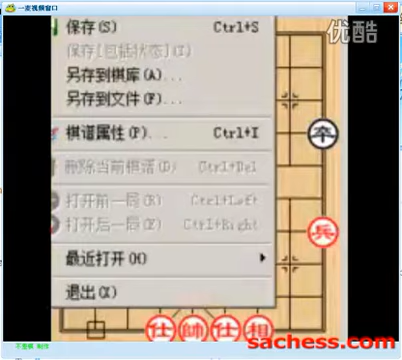 一麦视频窗口
保存(S) Ctrl+S
优酷
保存[包括状态](I)
另存到棋库(A)...
另存到文件(F)...
棋谱属性(P)... Ctrl+I
卒
删除当前棋谱(D) Ctrl+Del
打开前一局(R) Ctrl+Left
打开后一局(E) Ctrl+Right
兵
最近打开(H)
退出(X)
仕 帥 仕 相
sachess.com